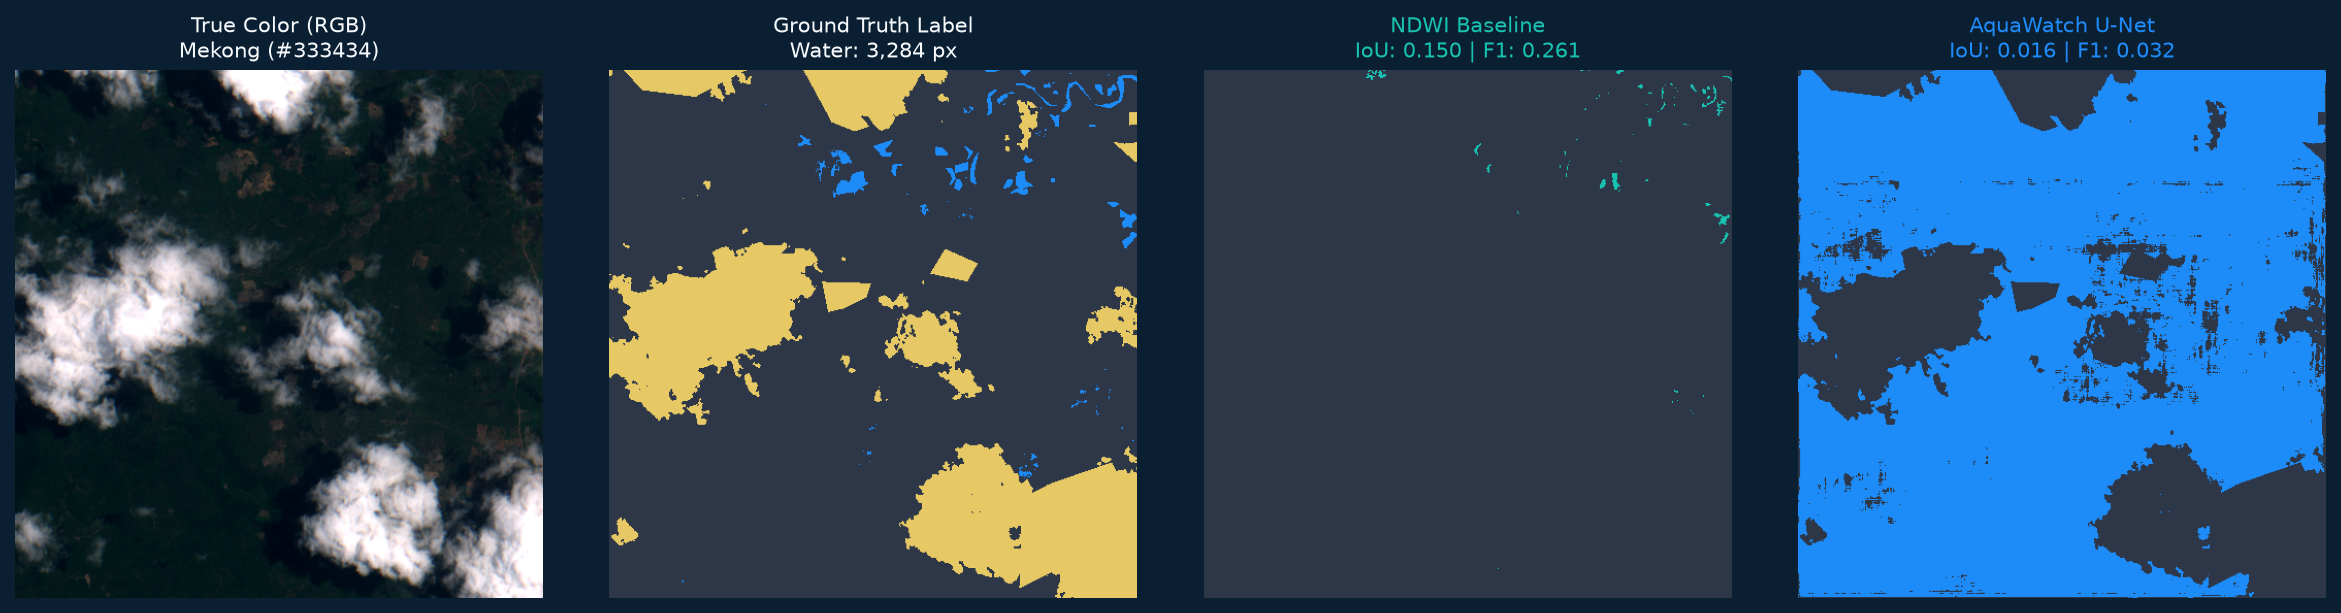 True Color (RGB)
Mekong (#333434)
Ground Truth Label
Water: 3,284 px
NDWI Baseline
IoU: 0.150 | F1: 0.261
AquaWatch U-Net
IoU: 0.016 | F1: 0.032